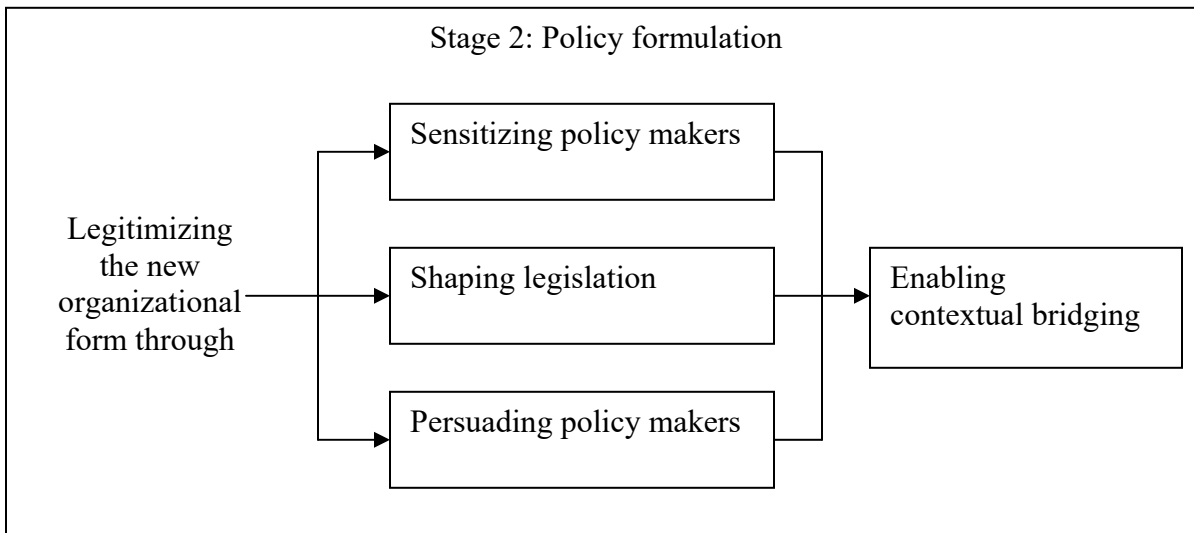 Stage 2: Policy formulation
Legitimizing
the new
organizational
form through
Sensitizing policy makers
Shaping legislation
Persuading policy makers
Enabling
contextual bridging